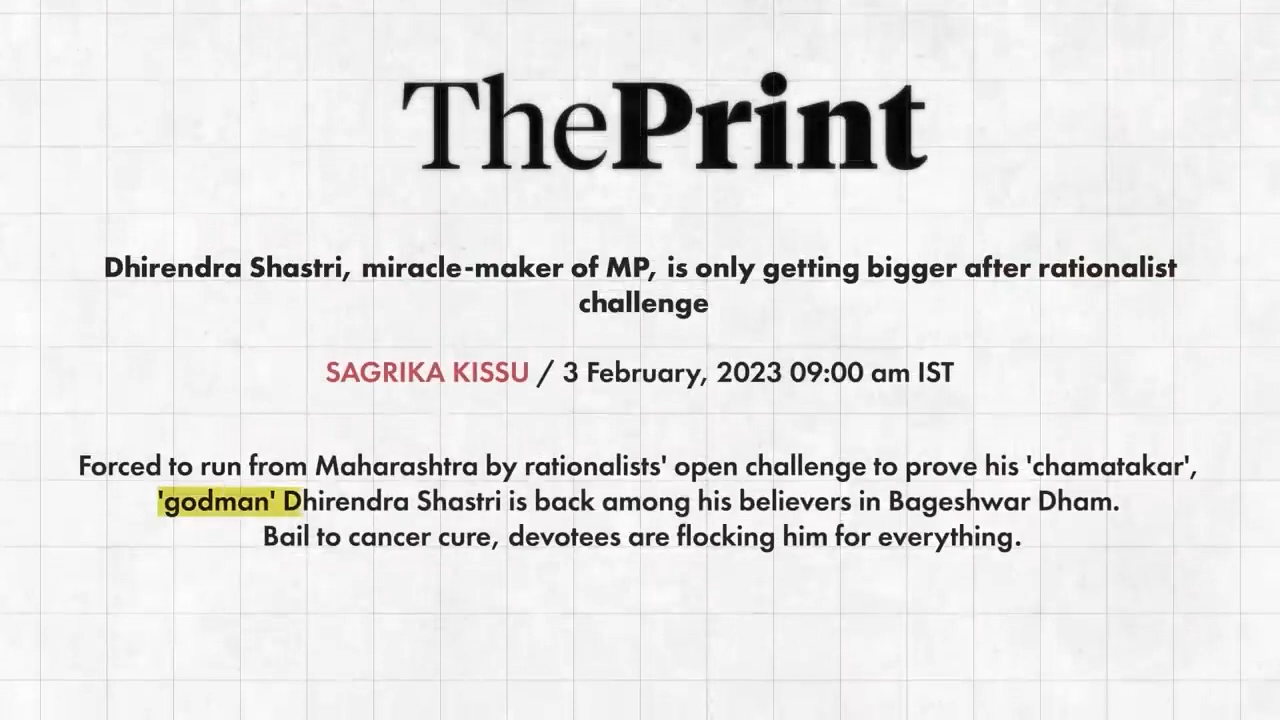 ThePrint
Dhirendra Shastri, miracle-maker of MP, is only getting bigger after rationalist
challenge
SAGRIKA KISSU / 3 February, 2023 09:00 am IST
Forced to run from Maharashtra by rationalists' open challenge to prove his 'chamatakar',
'godman' Dhirendra Shastri is back among his believers in Bageshwar Dham.
Bail to cancer cure, devotees are flocking him for everything.